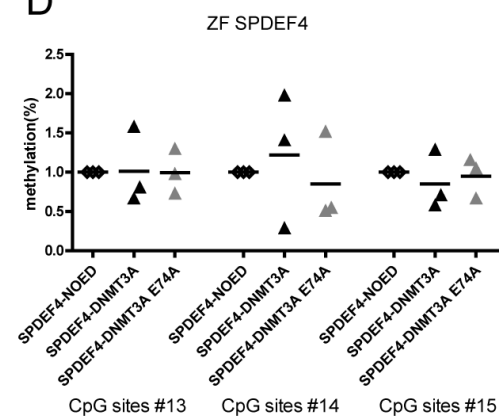 D
ZF SPDEF4
methylation(%)
2.5
2.0
1.5
1.0
0.5
0.0
SPDEF4-NOED
SPDEF4-DNMT3A
SPDEF4-DNMT3A E74A
SPDEF4-NOED
SPDEF4-DNMT3A
SPDEF4-DNMT3A E74A
SPDEF4-NOED
SPDEF4-DNMT3A
SPDEF4-DNMT3A E74A
CpG sites #13 CpG sites #14 CpG sites #15